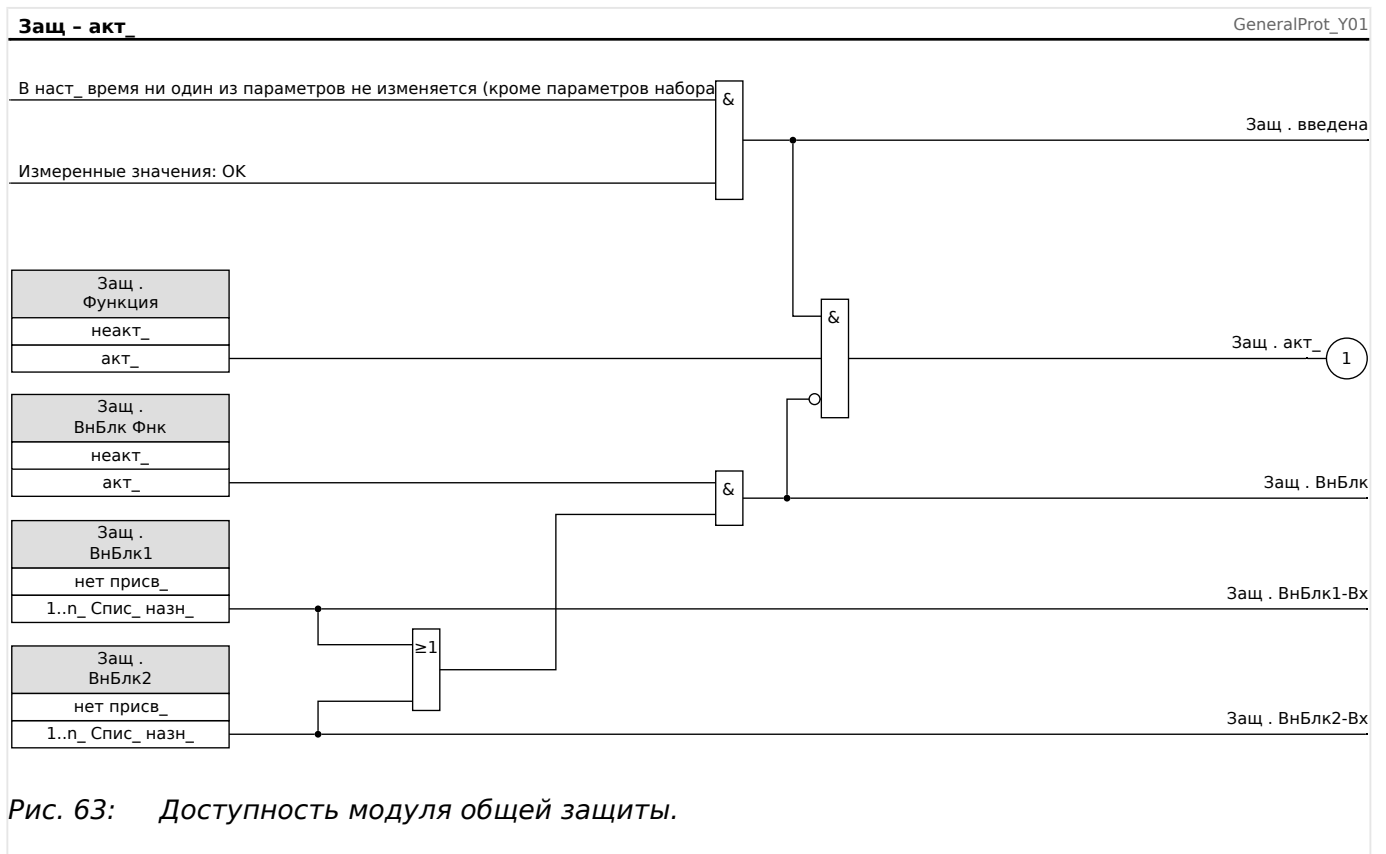 Защ – акт_
GeneralProt_Y01
В наст_ время ни один из параметров не изменяется (кроме параметров набора
&
Защ . введена
Измеренные значения: OK
Защ .
Функция
неакт_
акт_
&
Защ . акт_
1
Защ .
ВнБлк Фнк
неакт_
акт_
&
Защ . ВнБлк
Защ .
ВнБлк1
нет присв_
1..n_ Спис_ назн_
Защ . ВнБлк1-Вх
≥1
Защ .
ВнБлк2
нет присв_
1..n_ Спис_ назн_
Защ . ВнБлк2-Вх
Рис. 63: Доступность модуля общей защиты.